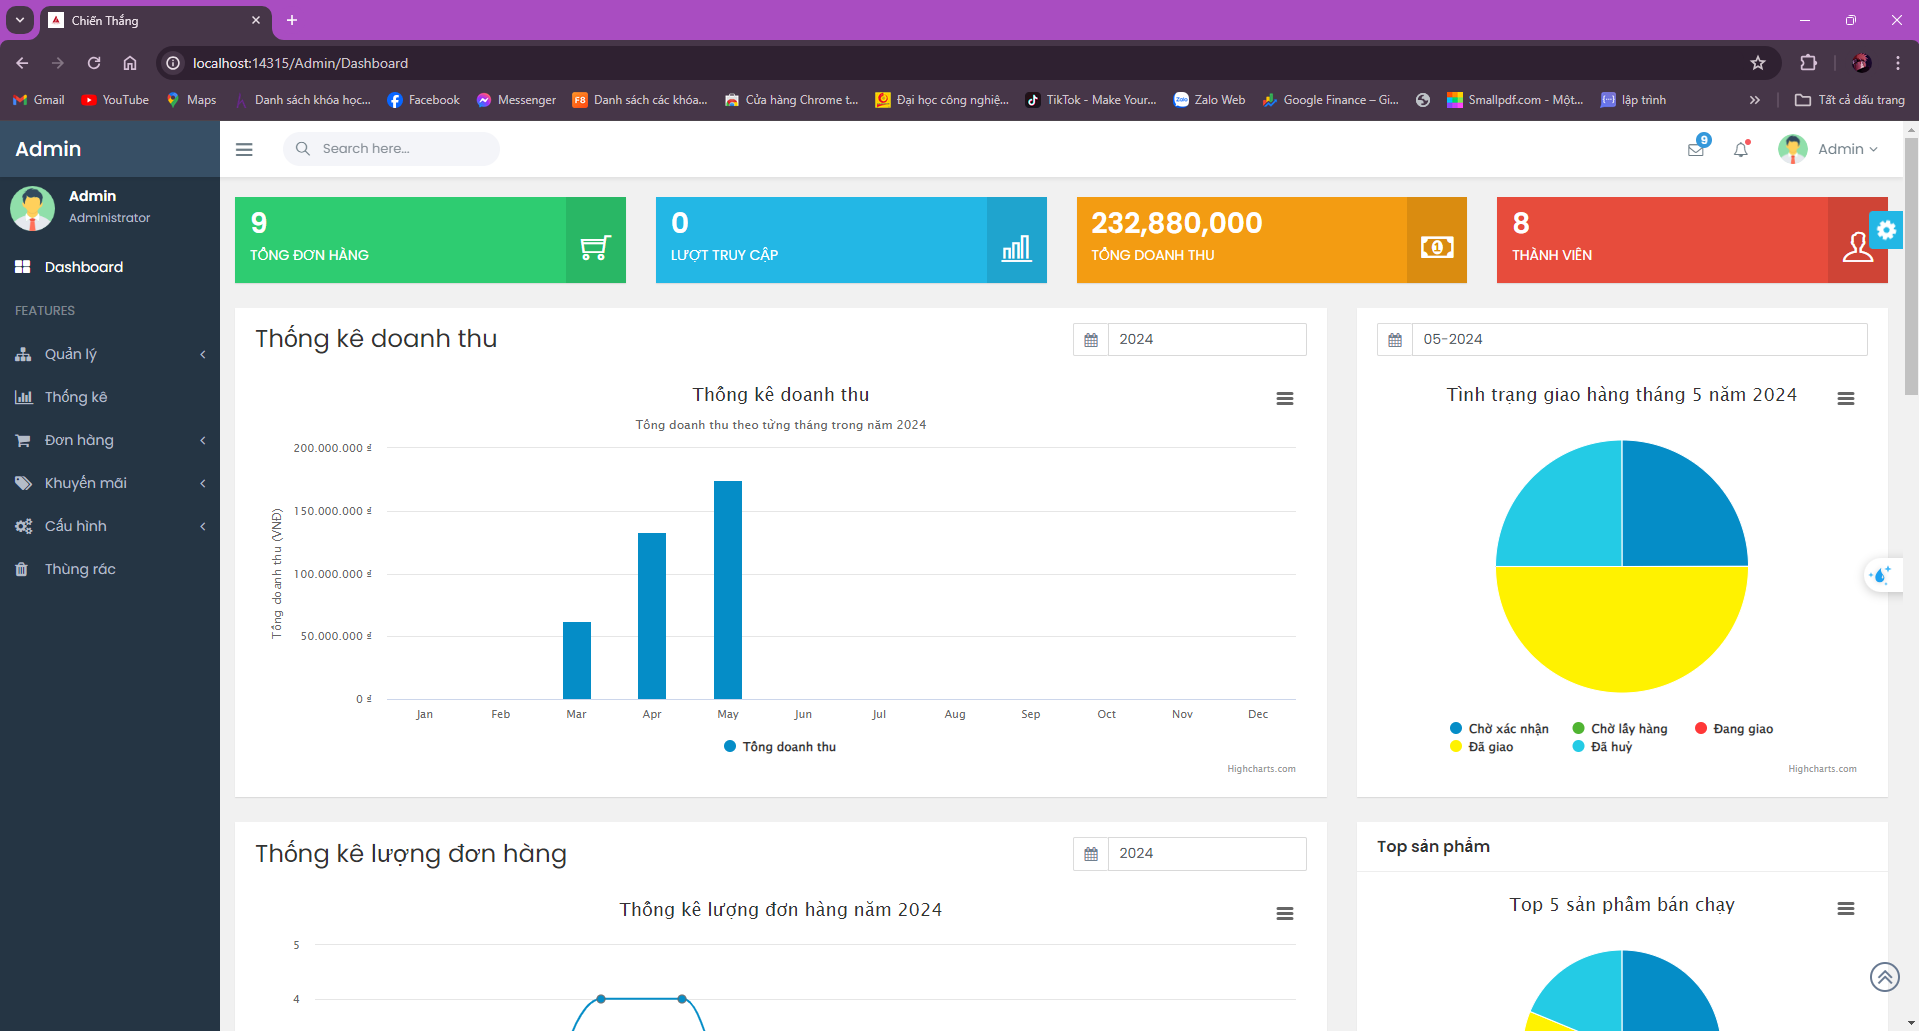 Chiến Thắng
localhost:14315/Admin/Dashboard
Gmail YouTube Maps Danh sách khóa học... Facebook Messenger Danh sách các khóa... Cửa hàng Chrome t... Đại học công nghiệ... TikTok - Make Your... Zalo Web Google Finance – Gi... Smallpdf.com - Một... lập trình Tất cả dấu trang
Admin
Search here...
9
Admin
Admin
Administrator
Dashboard
FEATURES
Quản lý
Thống kê
Đơn hàng
Khuyến mãi
Cấu hình
Thùng rác
9
TỔNG ĐƠN HÀNG
0
LƯỢT TRUY CẬP
232,880,000
TỔNG DOANH THU
8
THÀNH VIÊN
Thống kê doanh thu
2024
Thống kê doanh thu
Tổng doanh thu theo từng tháng trong năm 2024
Tổng doanh thu (VNĐ)
200.000.000 ₫
150.000.000 ₫
100.000.000 ₫
50.000.000 ₫
0 ₫
Jan Feb Mar Apr May Jun Jul Aug Sep Oct Nov Dec
Tổng doanh thu
Highcharts.com
05-2024
Tình trạng giao hàng tháng 5 năm 2024
Chờ xác nhận Chờ lấy hàng Đang giao
Đã giao Đã huỷ
Highcharts.com
Thống kê lượng đơn hàng
2024
Thống kê lượng đơn hàng năm 2024
5
4
Top sản phẩm
Top 5 sản phẩm bán chạy